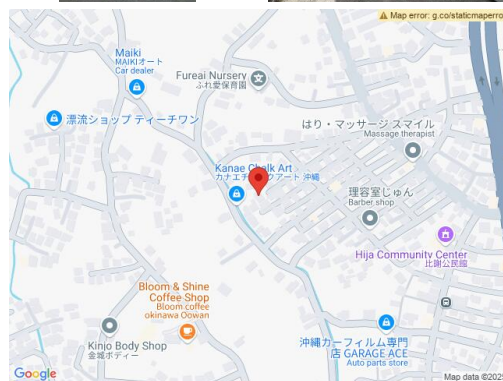 Map error: g.co/staticmaperro
Maiki
MAIKIオート
Car dealer
Fureai Nursery
ふれ愛保育園
漂流ショップ ティーチワン
はり・マッサージ スマイル
Massage therapist
Kanae Chalk Art
カナエチョークアート 沖縄
理容室じゅん
Barber shop
Hija Community Center
比謝公民館
Bloom & Shine
Coffee Shop
Bloom coffee
okinawa Oowan
Kinjo Body Shop
金城ボディー
沖縄カーフィルム専門
店 GARAGE ACE
Auto parts store
Google
Map data ©202